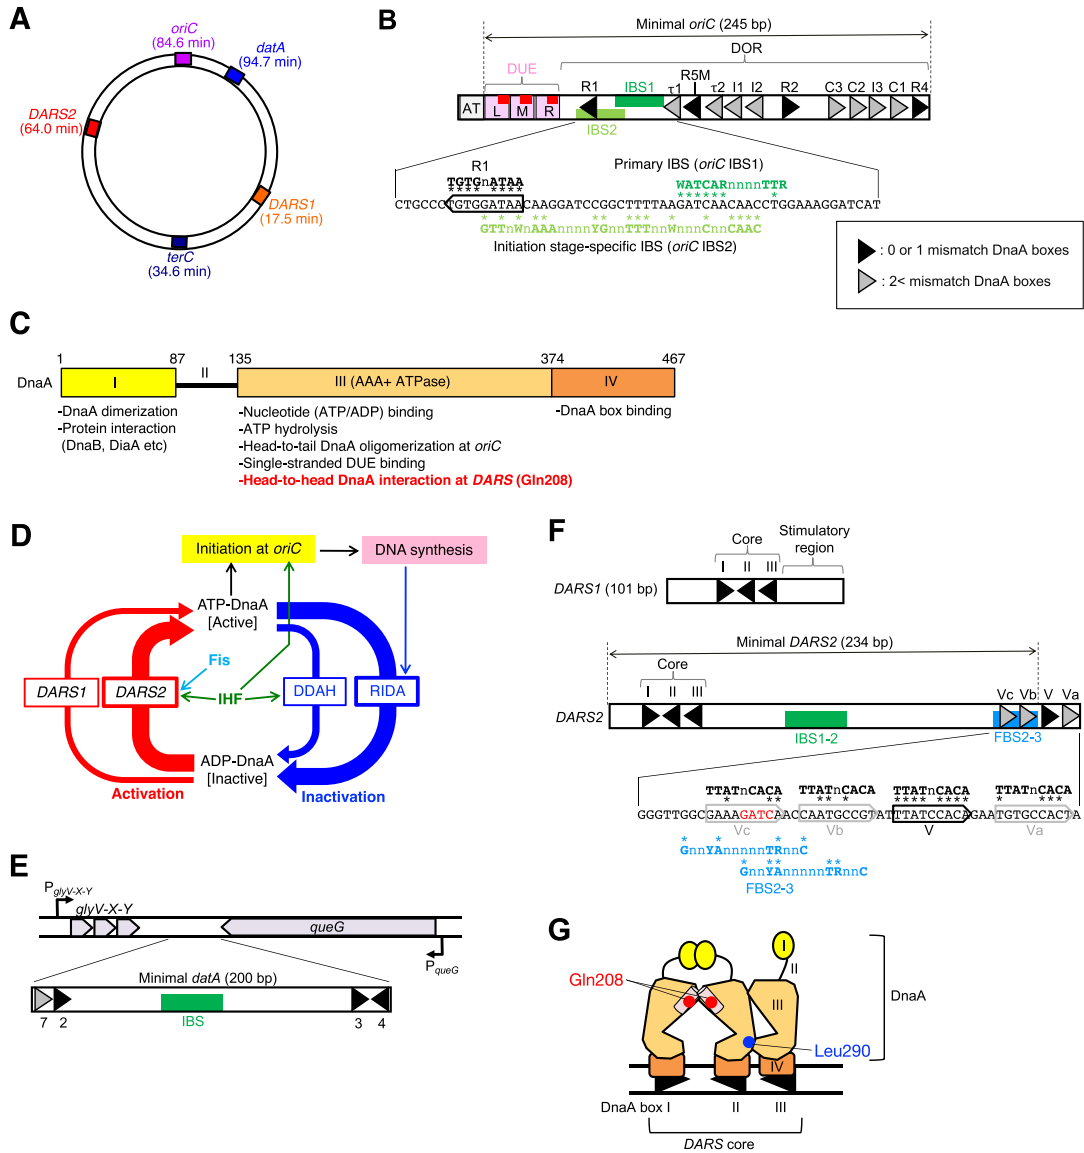 A
oriC
(84.6 min)
datA
(94.7 min)
DARS2
(64.0 min)
DARS1
(17.5 min)
terC
(34.6 min)
B
Minimal oriC (245 bp)
DOR
DUE
R1
IBS1
τ1
R5M
τ2
I1
I2
R2
C3
C2
I3
C1
R4
AT
L
M
R
IBS2
R1
Primary IBS (oriC IBS1)
TGTGnATAA
WATCARnnnnTTR
**** ****
****** *
CTGCCCTGTGGATAACAAGGATCCGGCTTTTAAGATCAACAACCTGGAAAGGATCAT
GTTnWnAAAnnnnYGnnTTTnnWnnnCnnCAAC
Initiation stage-specific IBS (oriC IBS2)
: 0 or 1 mismatch DnaA boxes
: 2< mismatch DnaA boxes
C
1
87
135
374
467
II
DnaA
I
III (AAA+ ATPase)
IV
-DnaA dimerization
-Protein interaction
(DnaB, DiaA etc)
-Nucleotide (ATP/ADP) binding
-ATP hydrolysis
-Head-to-tail DnaA oligomerization at oriC
-Single-stranded DUE binding
-Head-to-head DnaA interaction at DARS (Gln208)
-DnaA box binding
D
Initiation at oriC
DNA synthesis
ATP-DnaA
[Active]
Fis
DARS1
DARS2
IHF
DDAH
RIDA
ADP-DnaA
[Inactive]
Activation
Inactivation
E
PglyV-X-Y
glyV-X-Y
queG
PqueG
Minimal datA (200 bp)
7
2
IBS
3
4
F
Core
Stimulatory
region
I
II
III
DARS1 (101 bp)
Minimal DARS2 (234 bp)
Core
I
II
III
Vc
Vb
V
Va
DARS2
IBS1-2
FBS2-3
TTATnCACA
TTATnCACA
TTATnCACA
TTATnCACA
GGGTTGGCGAAAGATCAACCAATGCCGTATTTATCCACAGAATGTGCCACTA
Vc
Vb
V
Va
GnnYAnnnnnTRnnC
GnnYAnnnnnTRnnC
FBS2-3
G
I
II
Gln208
III
DnaA
Leu290
IV
DnaA box I
II
III
DARS core